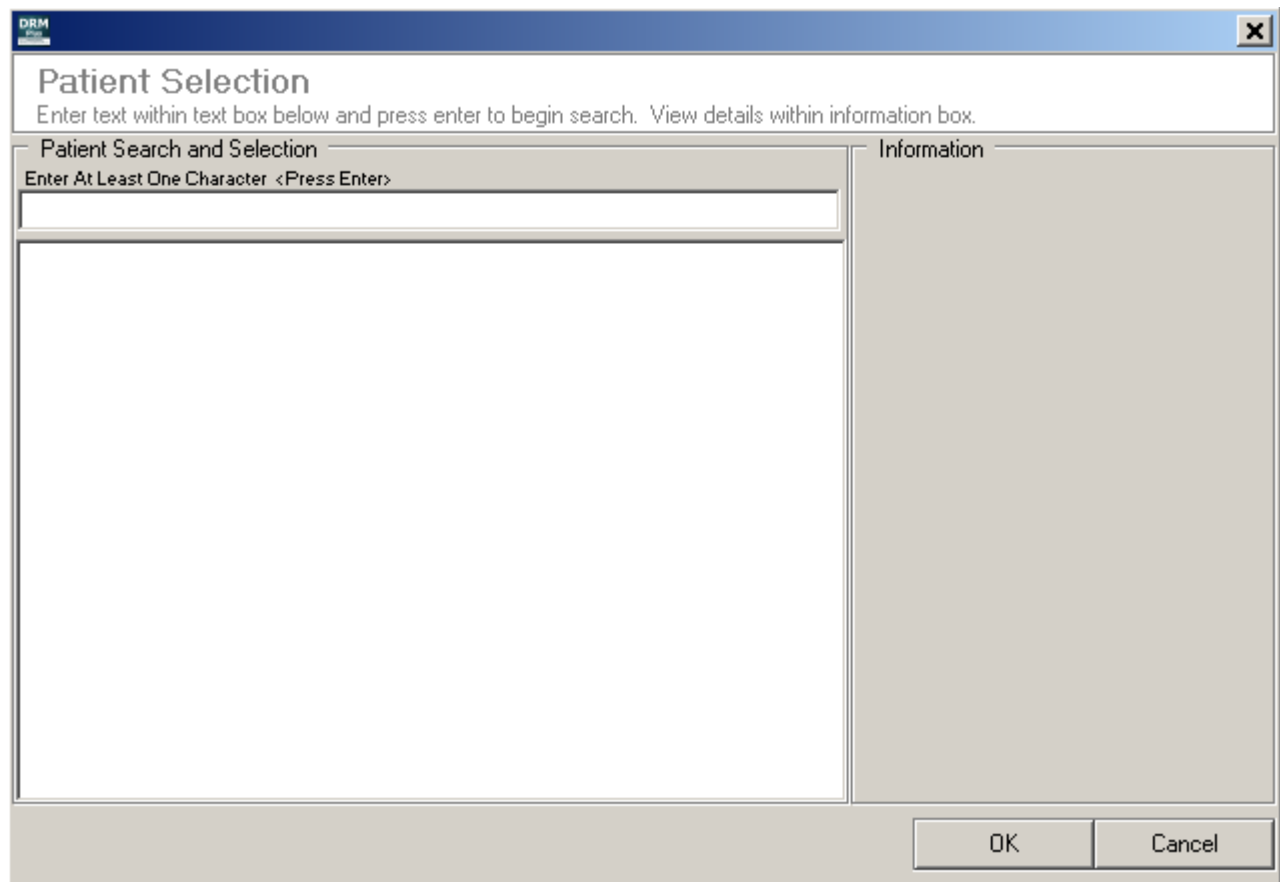 DRM
Plus
Patient Selection
Enter text within text box below and press enter to begin search. View details within information box.
Patient Search and Selection
Enter At Least One Character <Press Enter>
Information
OK
Cancel